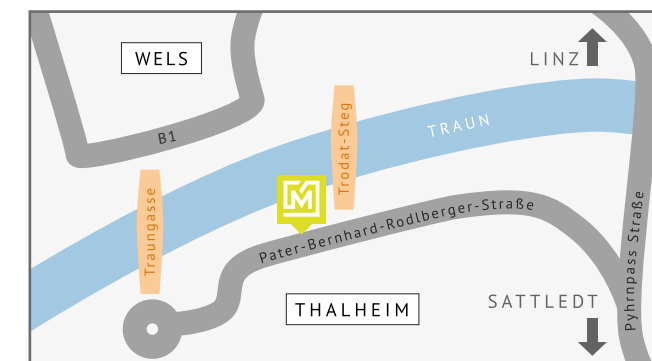 WELS
LINZ
B1
TRAUN
Trodat-Steg
Traungasse
M
Pater-Bernhard-Rodlberger-Straße
Pyhrnpass Straße
THALHEIM
SATTLEDT